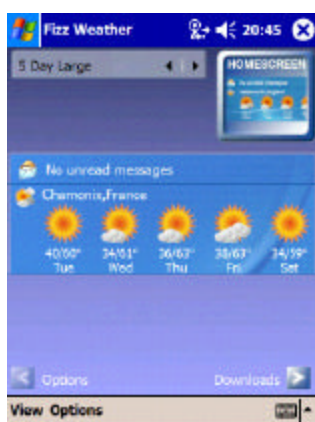 Fizz Weather 20:45
5 Day Large
HOMESCREEN
No unread messages
Chamonix,France
40/60° 34/61° 36/63° 38/63° 34/59°
Tue Wed Thu Fri Sat
Options Downloads
View Options